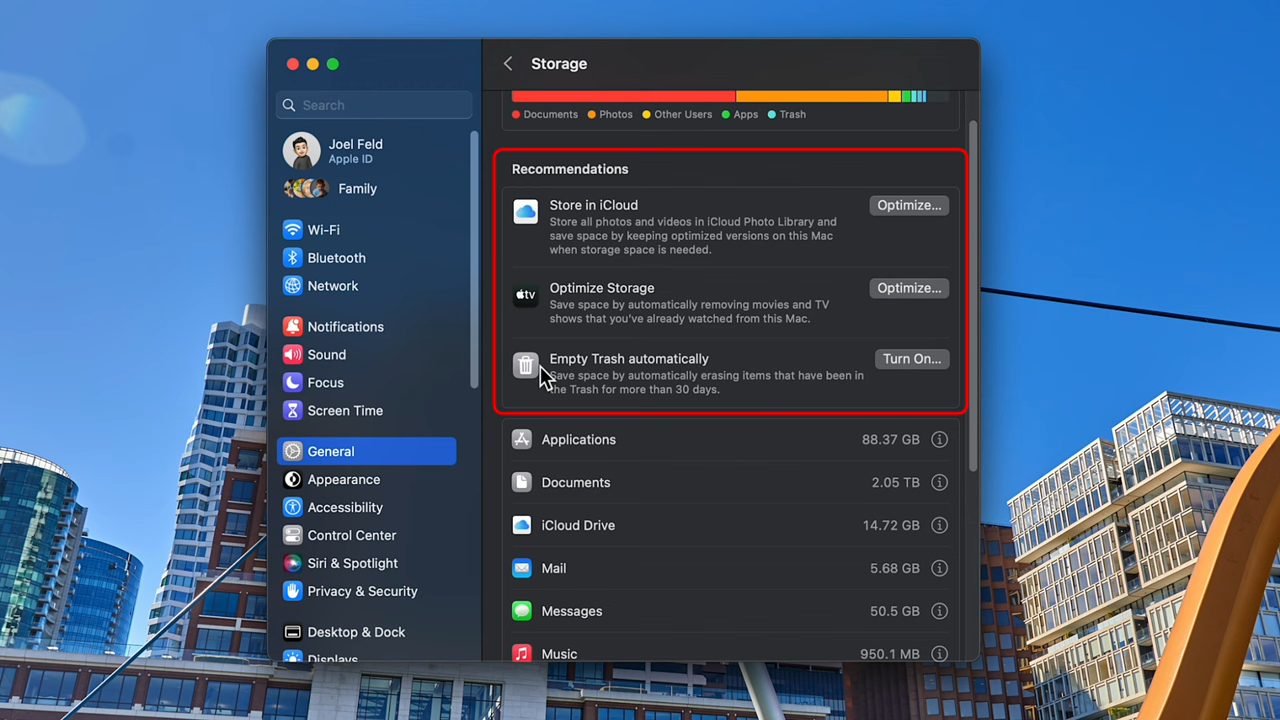 Storage
Search
Joel Feld
Apple ID
Family
Wi-Fi
Bluetooth
Network
Notifications
Sound
Focus
Screen Time
General
Appearance
Accessibility
Control Center
Siri & Spotlight
Privacy & Security
Desktop & Dock
Displays
Documents Photos Other Users Apps Trash
Recommendations
Store in iCloud
Optimize...
Store all photos and videos in iCloud Photo Library and
save space by keeping optimized versions on this Mac
when storage space is needed.
tv
Optimize Storage
Optimize...
Save space by automatically removing movies and TV
shows that you've already watched from this Mac.
Empty Trash automatically
Turn On...
Save space by automatically erasing items that have been in
the Trash for more than 30 days.
Applications 88.37 GB
Documents 2.05 TB
iCloud Drive 14.72 GB
Mail 5.68 GB
Messages 50.5 GB
Music 950.1 MB